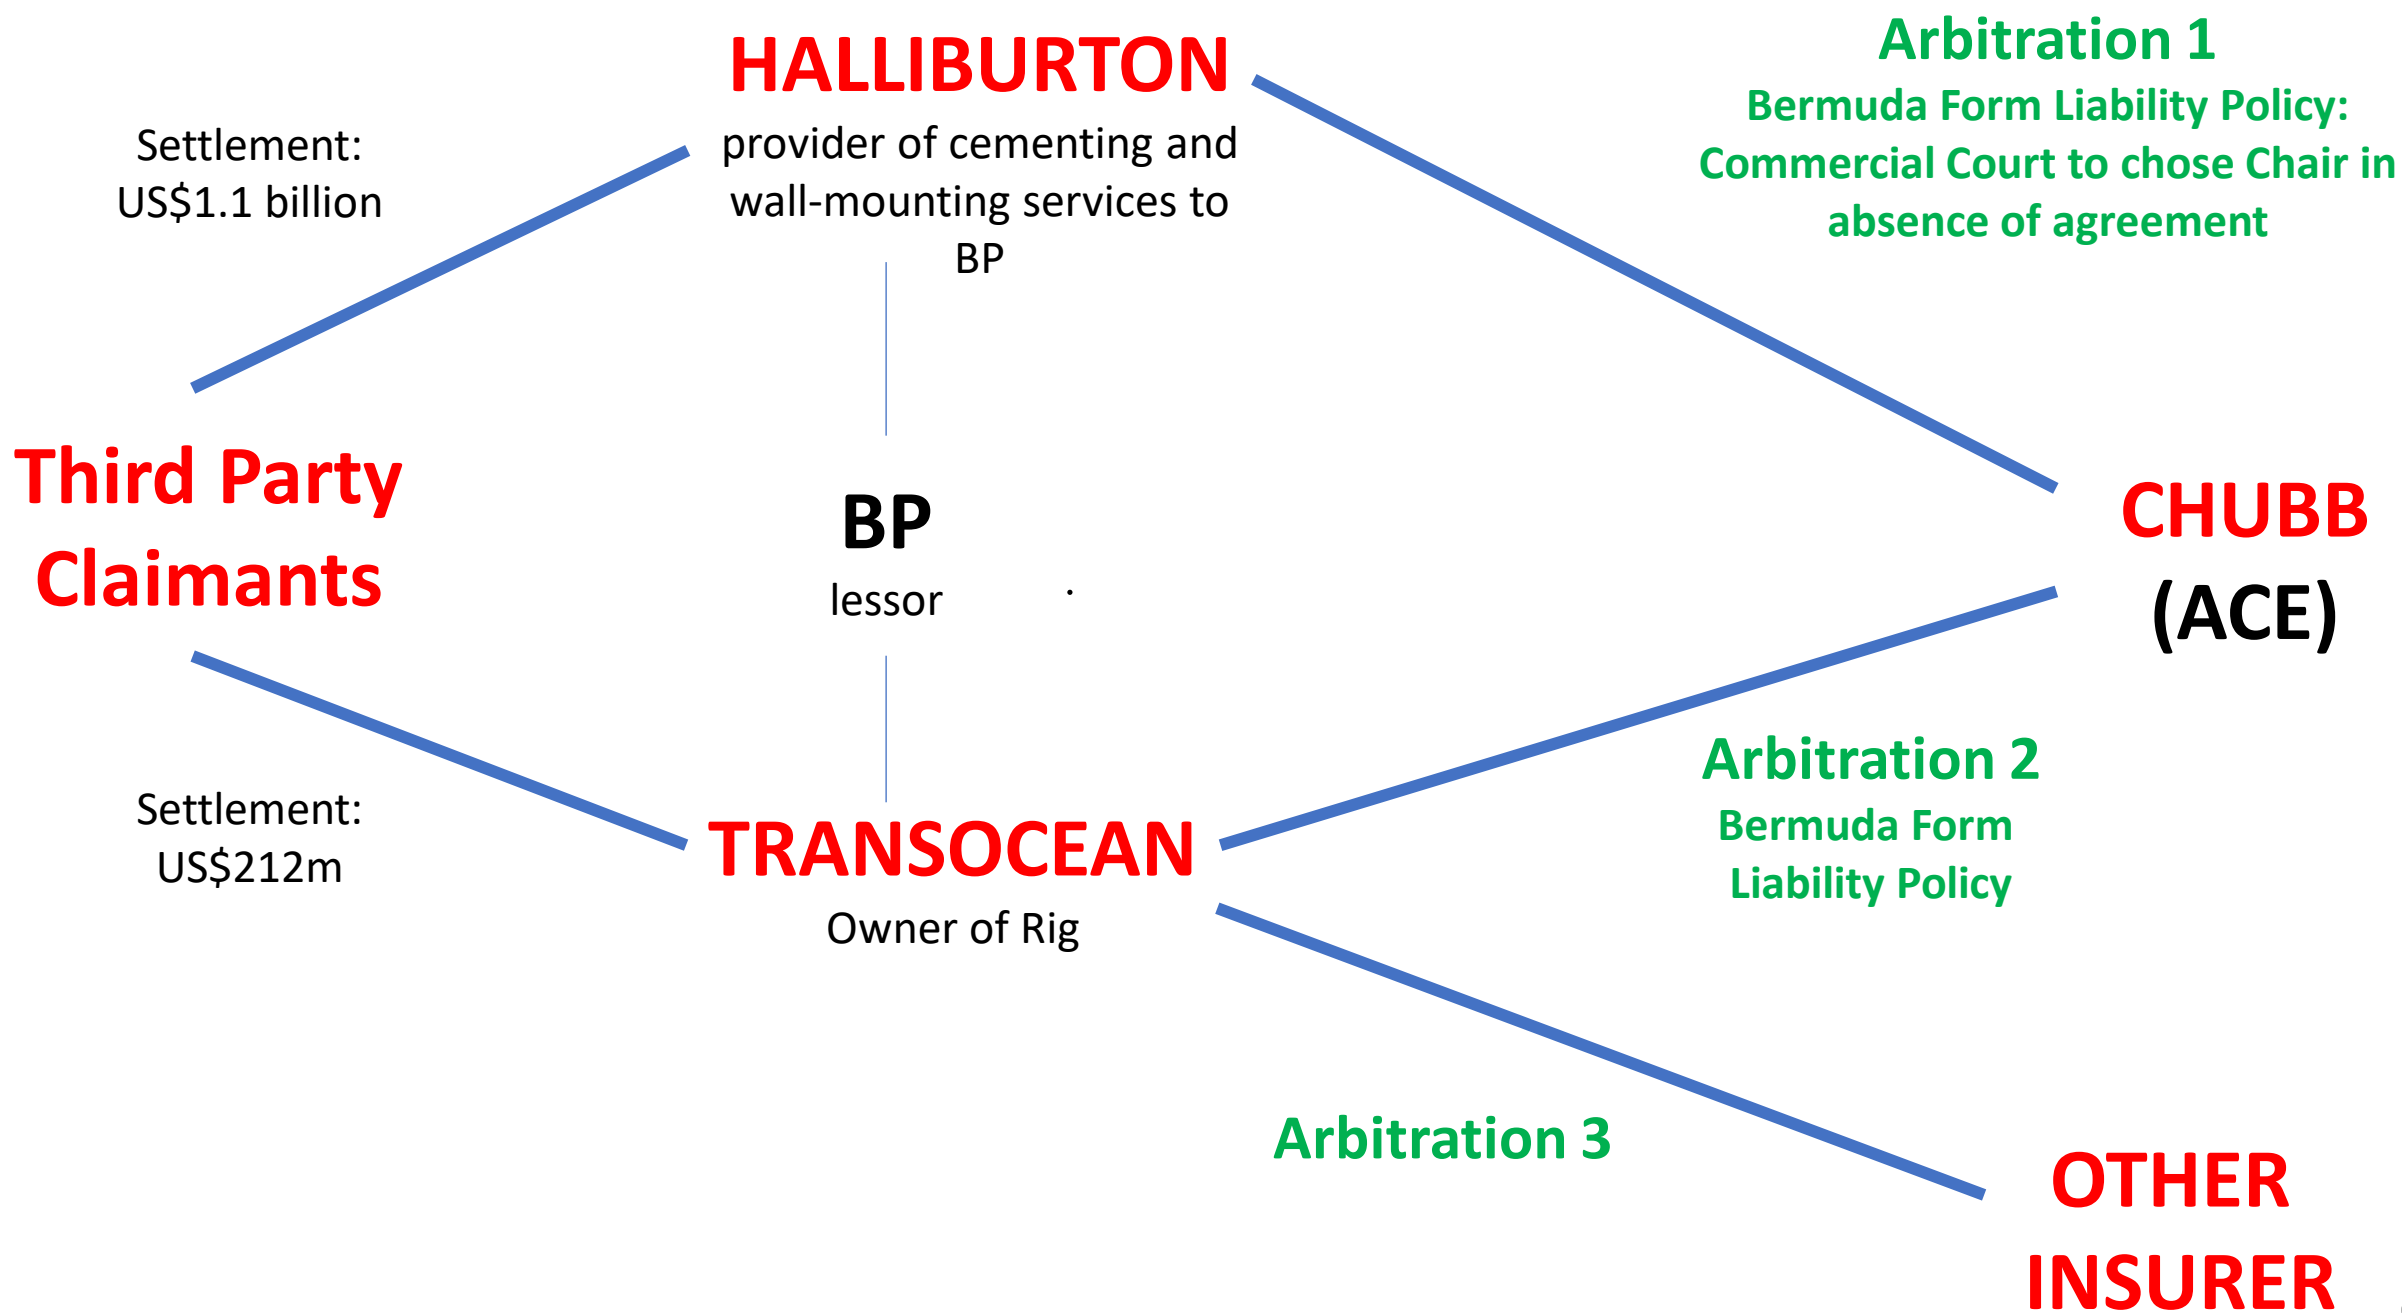 HALLIBURTON
provider of cementing and
wall-mounting services to
BP
Arbitration 1
Bermuda Form Liability Policy:
Commercial Court to chose Chair in
absence of agreement
Settlement:
US$1.1 billion
Third Party
Claimants
BP
lessor
.
CHUBB
(ACE)
Settlement:
US$212m
TRANSOCEAN
Owner of Rig
Arbitration 2
Bermuda Form
Liability Policy
Arbitration 3
OTHER
INSURER